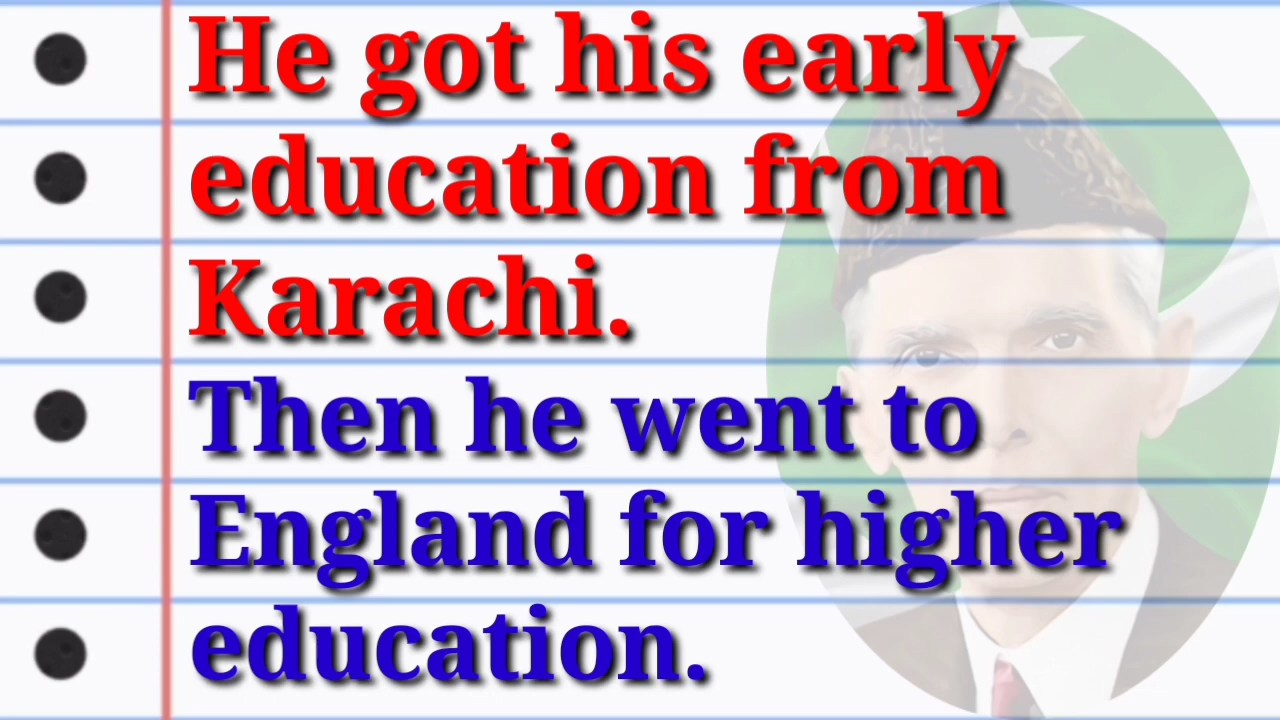 He got his early
education from
Karachi.
Then he went to
England for higher
education.